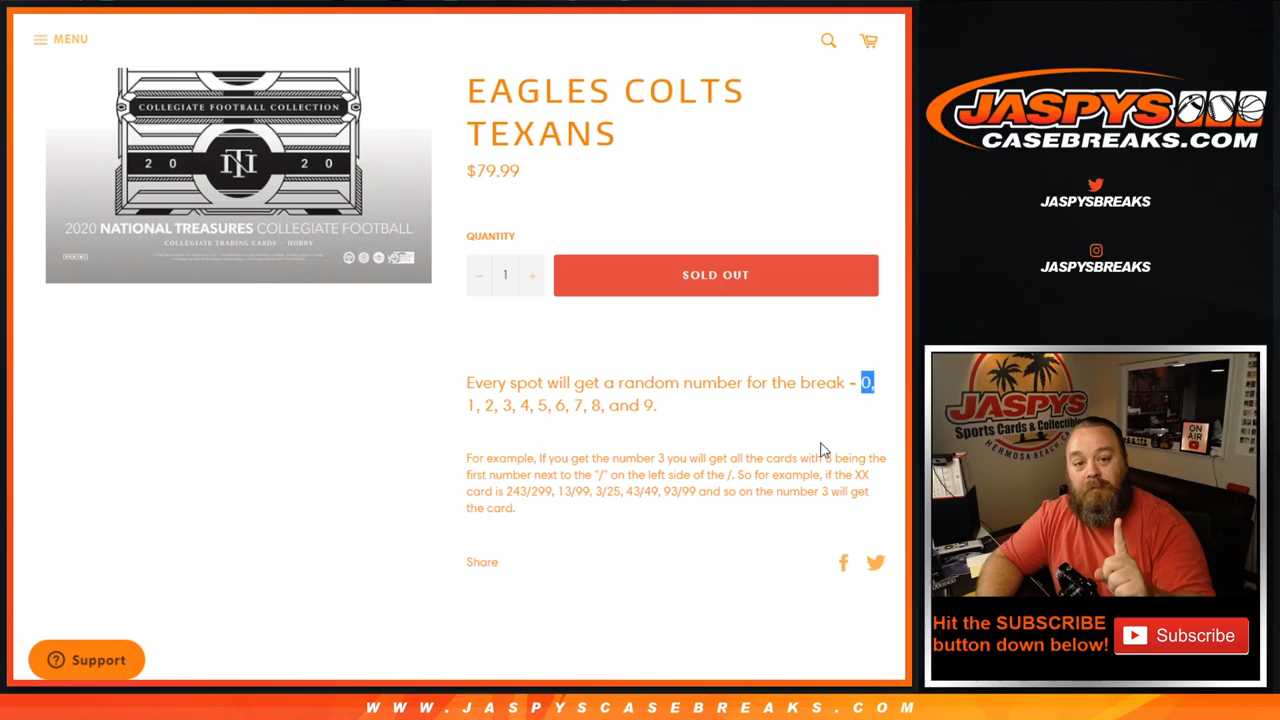 MENU
COLLEGIATE FOOTBALL COLLECTION
20 NT 20
2020 NATIONAL TREASURES COLLEGIATE FOOTBALL
COLLEGIATE TRADING CARDS · HOBBY
EAGLES COLTS
TEXANS
$79.99
QUANTITY
− 1 +
SOLD OUT
Every spot will get a random number for the break - 0,
1, 2, 3, 4, 5, 6, 7, 8, and 9.
For example, If you get the number 3 you will get all the cards with 3 being the
first number next to the "/" on the left side of the /. So for example, if the XX
card is 243/299, 13/99, 3/25, 43/49, 93/99 and so on the number 3 will get
the card.
Share
Support
JASPYS
CASEBREAKS.COM
JASPYSBREAKS
JASPYSBREAKS
JASPYS
Sports Cards & Collectibles
HERMOSA BEACH,
ON
AIR
Hit the SUBSCRIBE
button down below!
Subscribe
WWW.JASPYSCASEBREAKS.COM